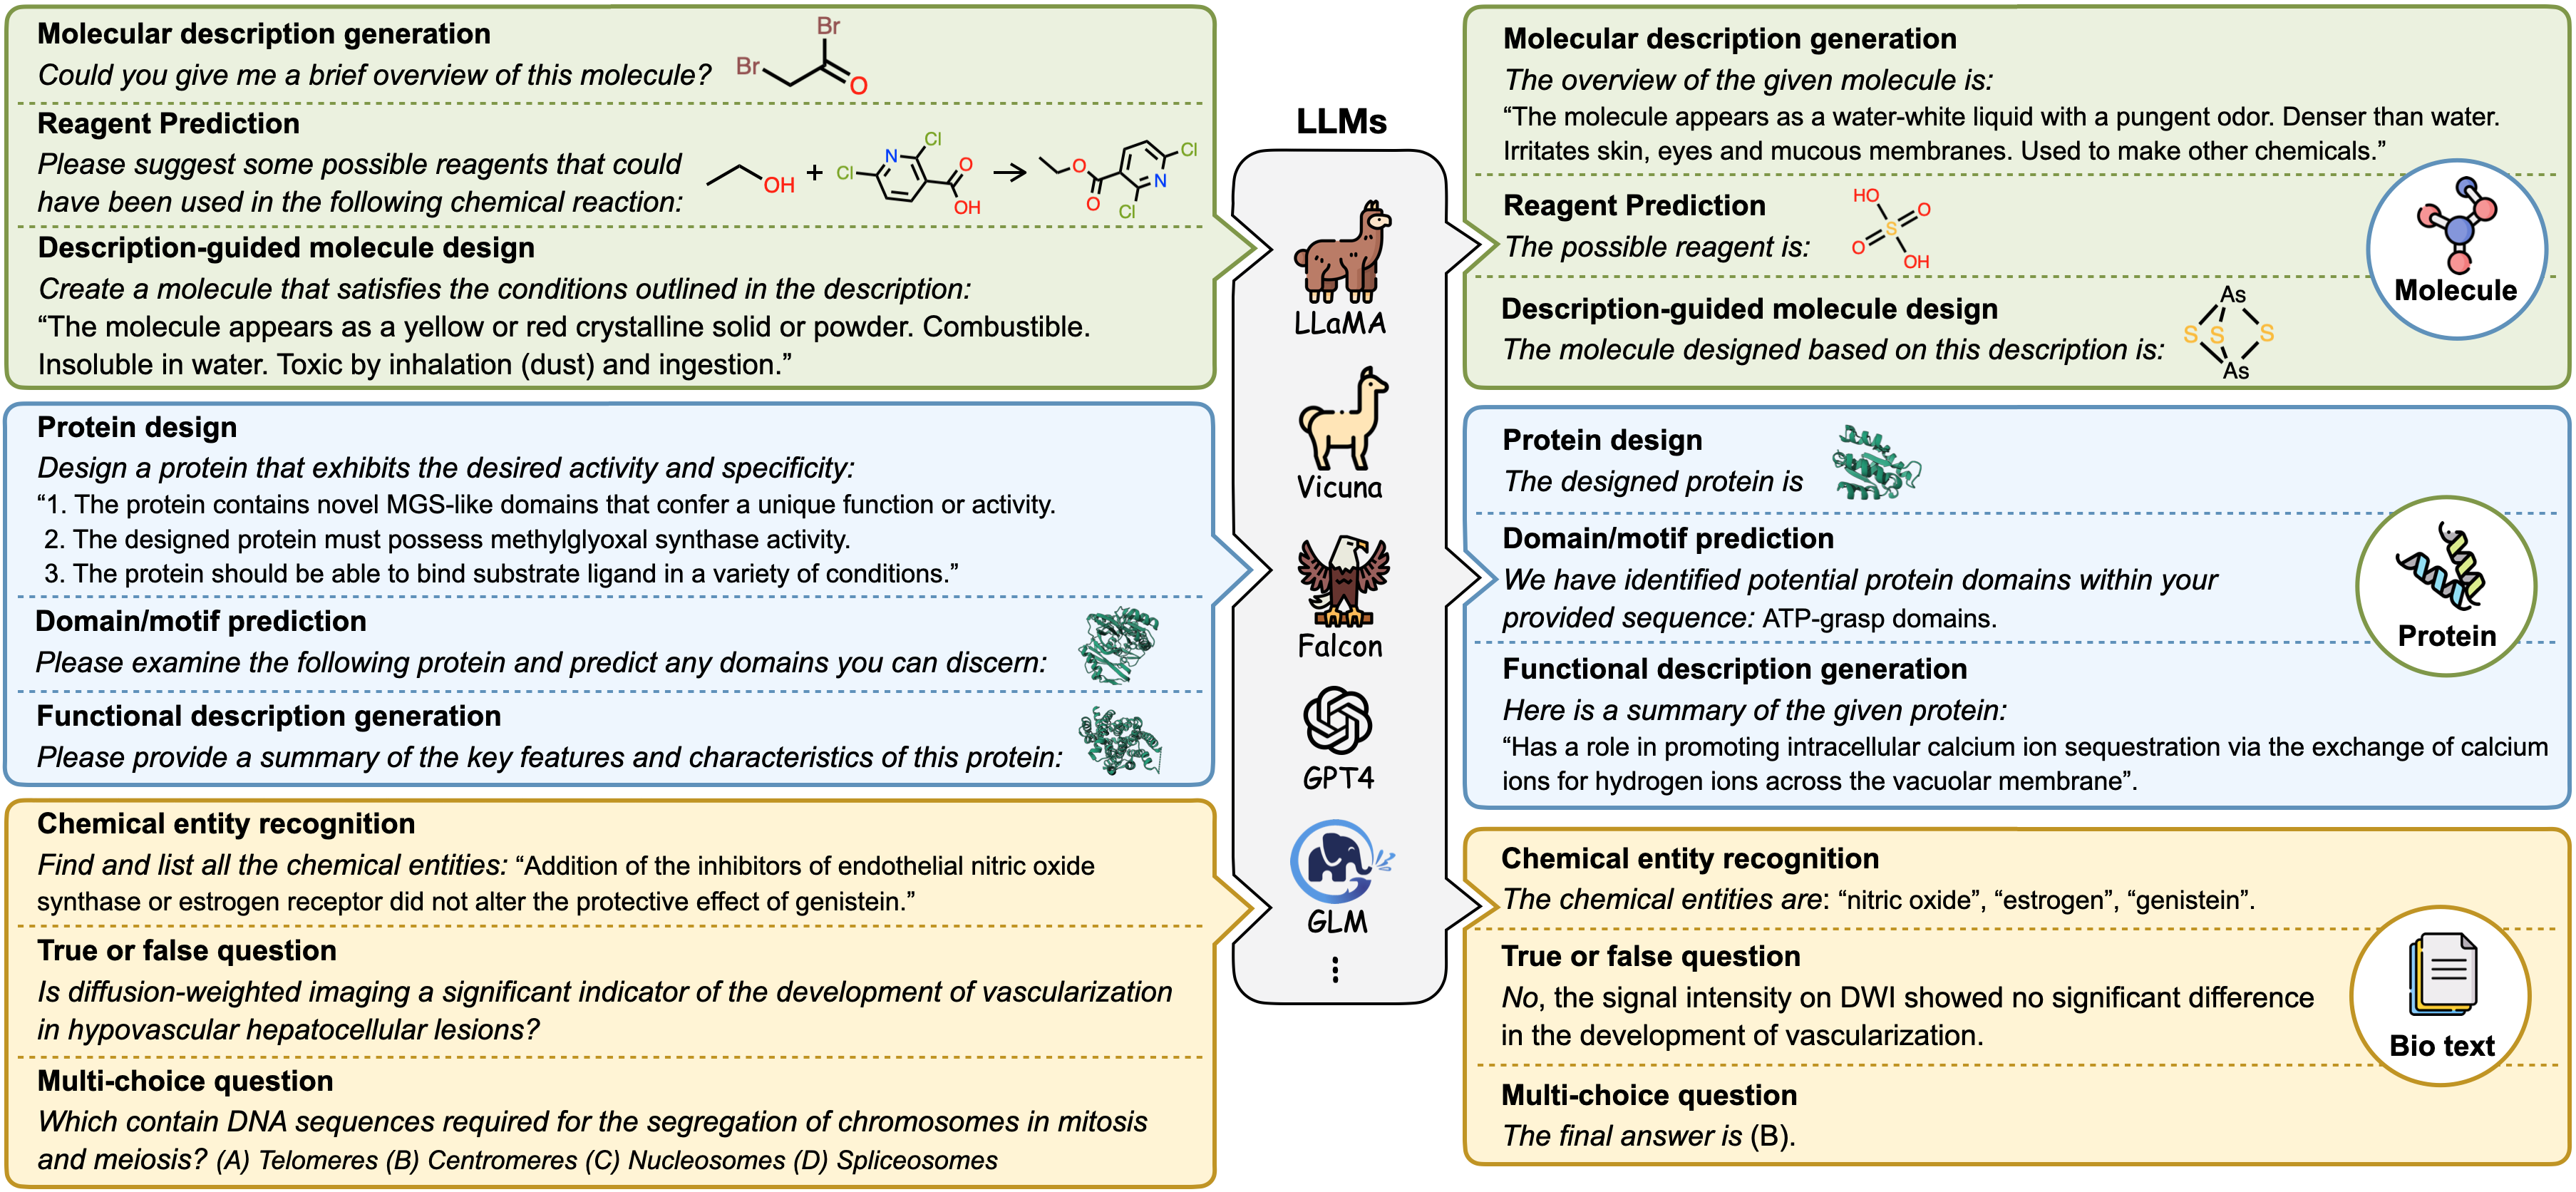 Molecular description generation
Could you give me a brief overview of this molecule?
Br
Br
O
Reagent Prediction
Please suggest some possible reagents that could
have been used in the following chemical reaction:
OH
+
Cl
N
Cl
O
OH
O
O
Cl
N
Cl
Description-guided molecule design
Create a molecule that satisfies the conditions outlined in the description:
“The molecule appears as a yellow or red crystalline solid or powder. Combustible.
Insoluble in water. Toxic by inhalation (dust) and ingestion.”
Protein design
Design a protein that exhibits the desired activity and specificity:
“1. The protein contains novel MGS-like domains that confer a unique function or activity.
2. The designed protein must possess methylglyoxal synthase activity.
3. The protein should be able to bind substrate ligand in a variety of conditions.”
Domain/motif prediction
Please examine the following protein and predict any domains you can discern:
Functional description generation
Please provide a summary of the key features and characteristics of this protein:
Chemical entity recognition
Find and list all the chemical entities: “Addition of the inhibitors of endothelial nitric oxide
synthase or estrogen receptor did not alter the protective effect of genistein.”
True or false question
Is diffusion-weighted imaging a significant indicator of the development of vascularization
in hypovascular hepatocellular lesions?
Multi-choice question
Which contain DNA sequences required for the segregation of chromosomes in mitosis
and meiosis? (A) Telomeres (B) Centromeres (C) Nucleosomes (D) Spliceosomes
LLMs
LLaMA
Vicuna
Falcon
GPT4
GLM
Molecular description generation
The overview of the given molecule is:
“The molecule appears as a water-white liquid with a pungent odor. Denser than water.
Irritates skin, eyes and mucous membranes. Used to make other chemicals.”
Reagent Prediction
The possible reagent is:
HO
O
S
O
OH
Description-guided molecule design
The molecule designed based on this description is:
As
S
S
S
As
Molecule
Protein design
The designed protein is
Domain/motif prediction
We have identified potential protein domains within your
provided sequence: ATP-grasp domains.
Functional description generation
Here is a summary of the given protein:
“Has a role in promoting intracellular calcium ion sequestration via the exchange of calcium
ions for hydrogen ions across the vacuolar membrane”.
Protein
Chemical entity recognition
The chemical entities are: “nitric oxide”, “estrogen”, “genistein”.
True or false question
No, the signal intensity on DWI showed no significant difference
in the development of vascularization.
Multi-choice question
The final answer is (B).
Bio text